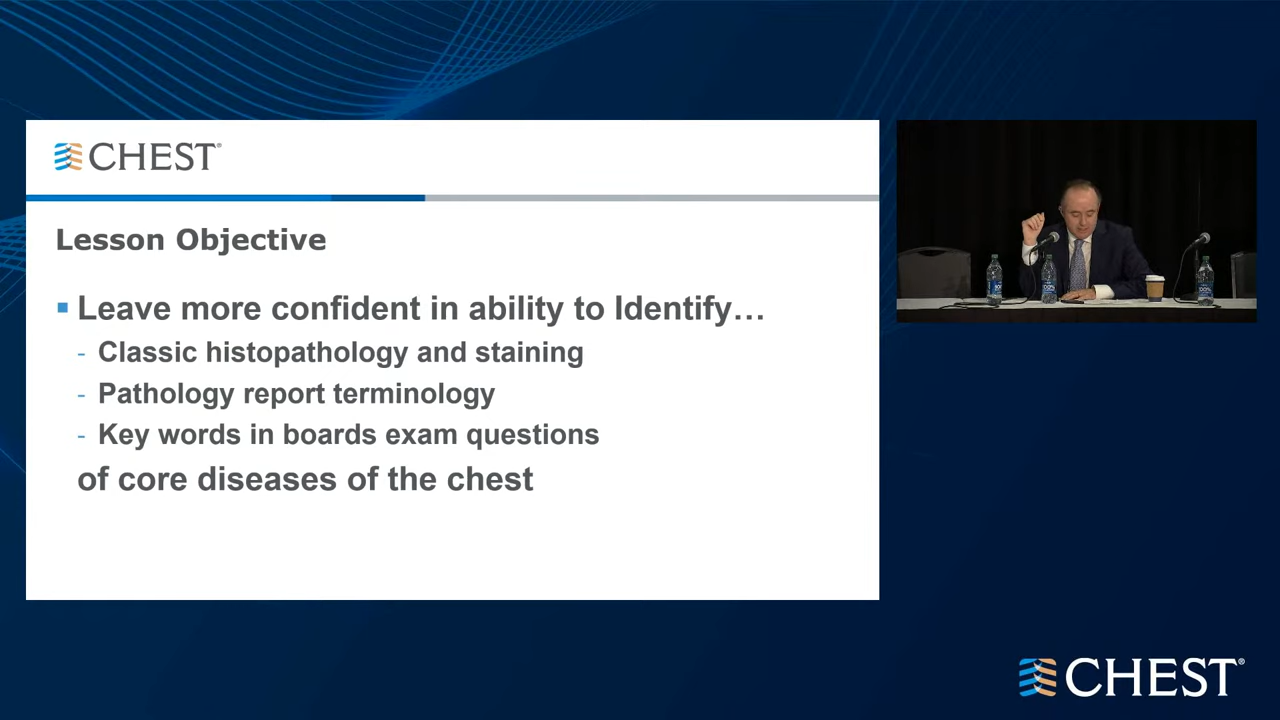 CHEST®
Lesson Objective
Leave more confident in ability to Identify…
- Classic histopathology and staining
- Pathology report terminology
- Key words in boards exam questions
of core diseases of the chest
CHEST®